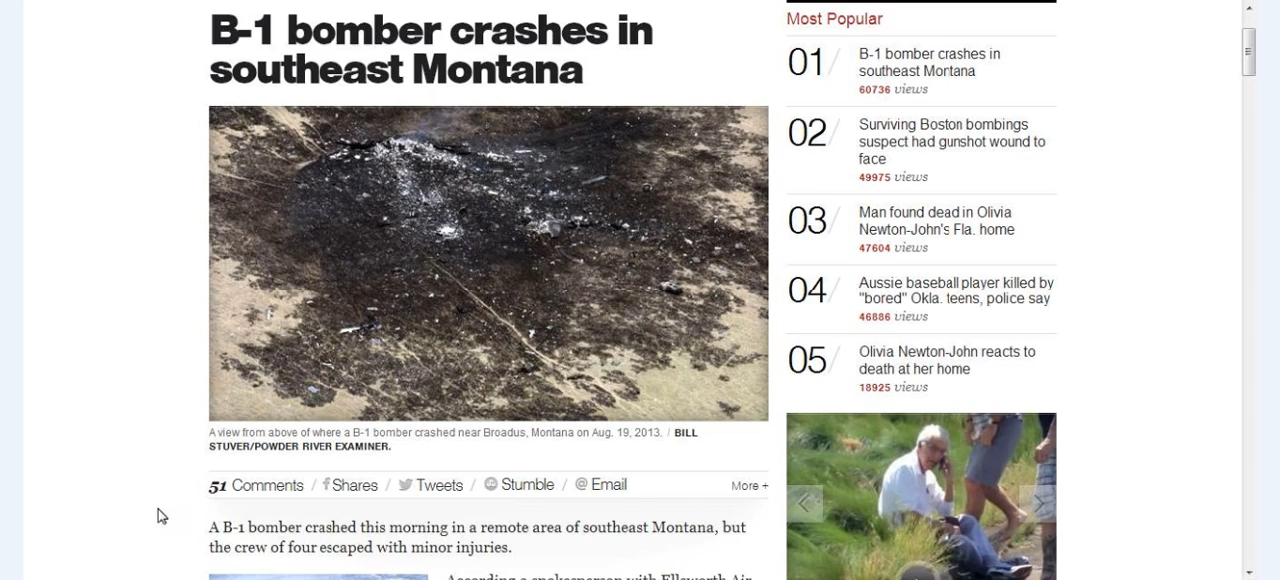 B-1 bomber crashes in
southeast Montana
A view from above of where a B-1 bomber crashed near Broadus, Montana on Aug. 19, 2013. / BILL
STUVER/POWDER RIVER EXAMINER.
51 Comments / Shares / Tweets / Stumble / @ Email
More +
A B-1 bomber crashed this morning in a remote area of southeast Montana, but
the crew of four escaped with minor injuries.
According a spokesperson with Ellsworth Air
Most Popular
01/
B-1 bomber crashes in
southeast Montana
60736 views
02/
Surviving Boston bombings
suspect had gunshot wound to
face
49975 views
03/
Man found dead in Olivia
Newton-John's Fla. home
47604 views
04/
Aussie baseball player killed by
"bored" Okla. teens, police say
46886 views
05/
Olivia Newton-John reacts to
death at her home
18925 views